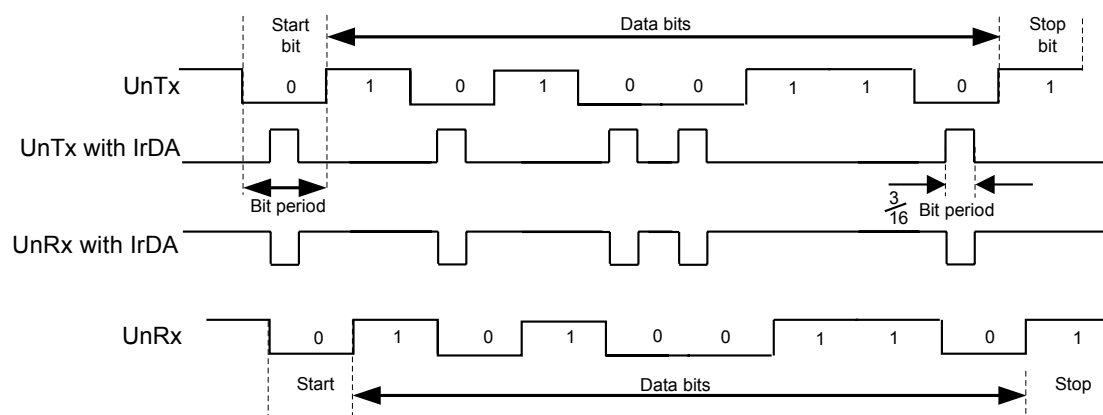 Start bit
Data bits
Stop bit
UnTx
0 1 0 1 0 0 1 1 0 1
UnTx with IrDA
Bit period
3/16 Bit period
UnRx with IrDA
UnRx
0 1 0 1 0 0 1 1 0 1
Start
Data bits
Stop